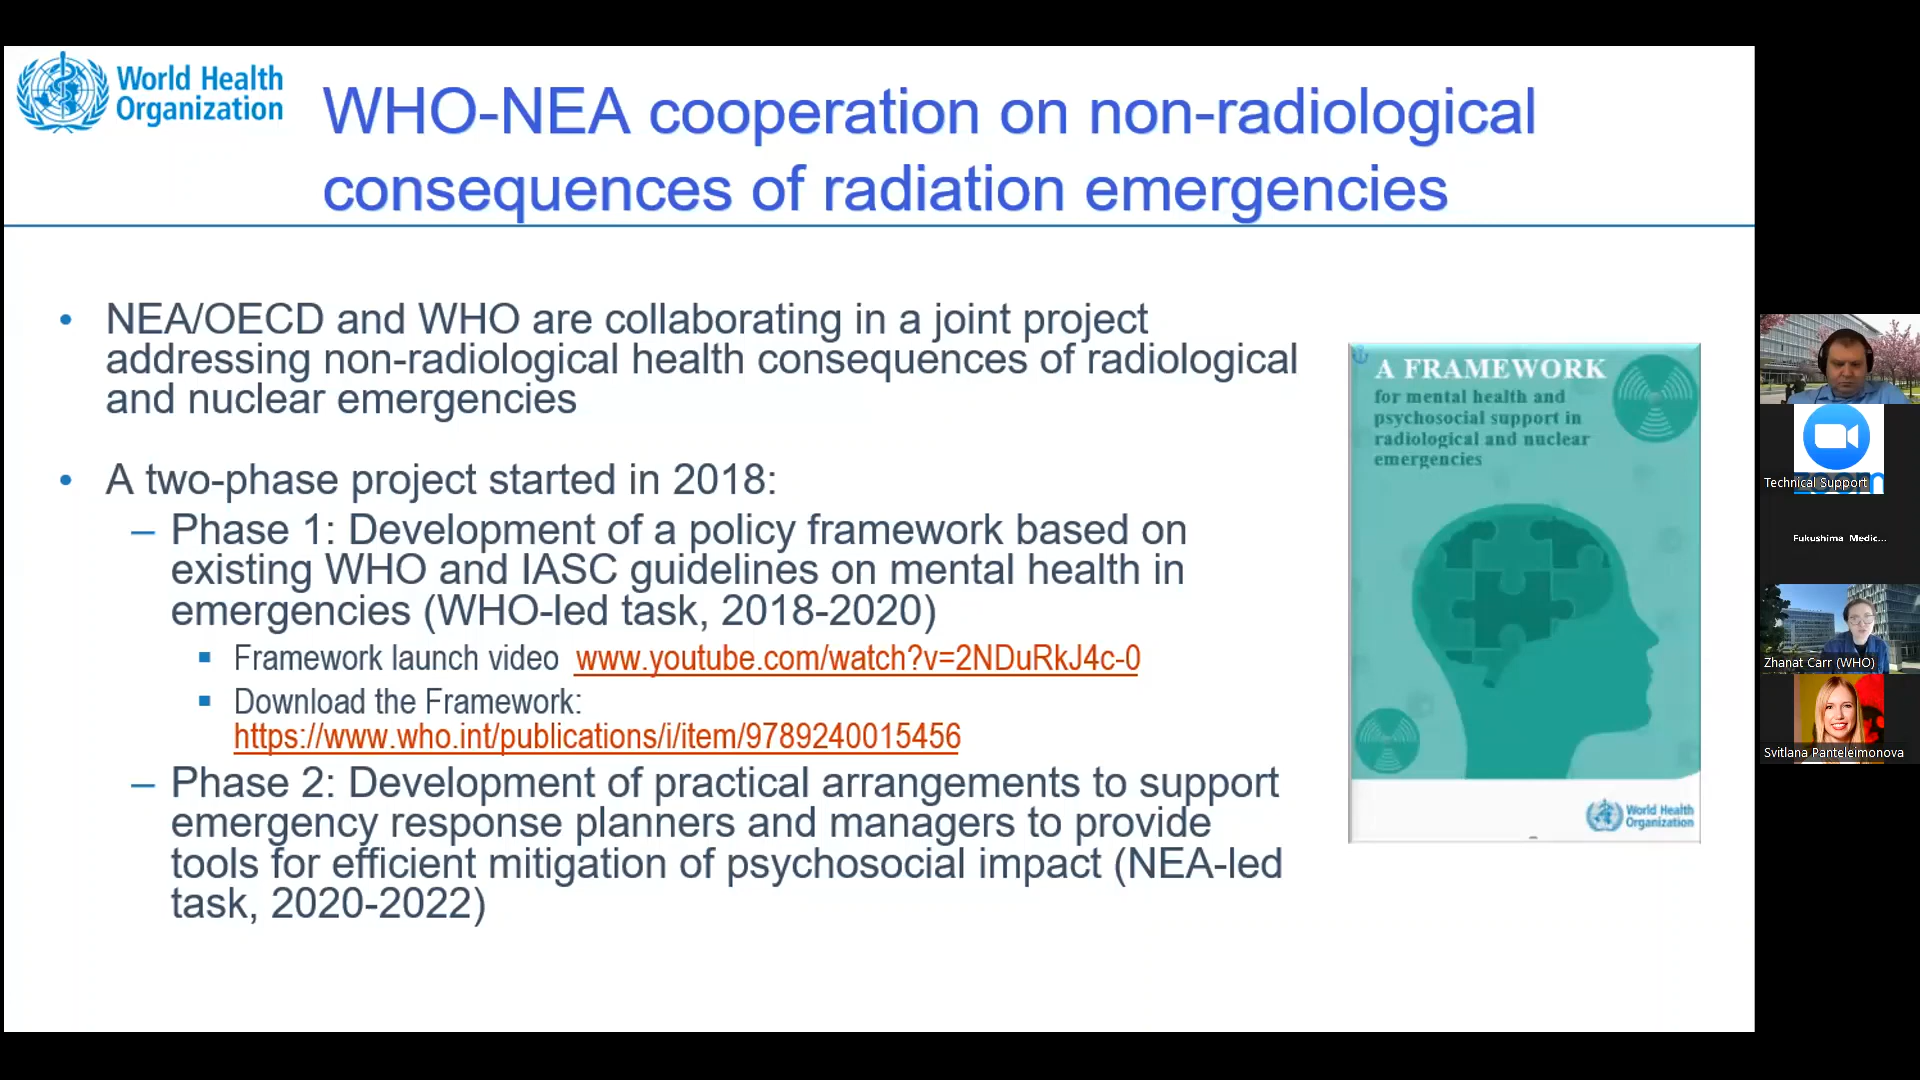 World Health
Organization
WHO-NEA cooperation on non-radiological
consequences of radiation emergencies
• NEA/OECD and WHO are collaborating in a joint project
addressing non-radiological health consequences of radiological
and nuclear emergencies
• A two-phase project started in 2018:
– Phase 1: Development of a policy framework based on
existing WHO and IASC guidelines on mental health in
emergencies (WHO-led task, 2018-2020)
▪ Framework launch video www.youtube.com/watch?v=2NDuRkJ4c-0
▪ Download the Framework:
https://www.who.int/publications/i/item/9789240015456
– Phase 2: Development of practical arrangements to support
emergency response planners and managers to provide
tools for efficient mitigation of psychosocial impact (NEA-led
task, 2020-2022)
A FRAMEWORK
for mental health and
psychosocial support in
radiological and nuclear
emergencies
World Health
Organization
Technical Support
Fukushima Medic...
Zhanat Carr (WHO)
Svitlana Panteleimonova